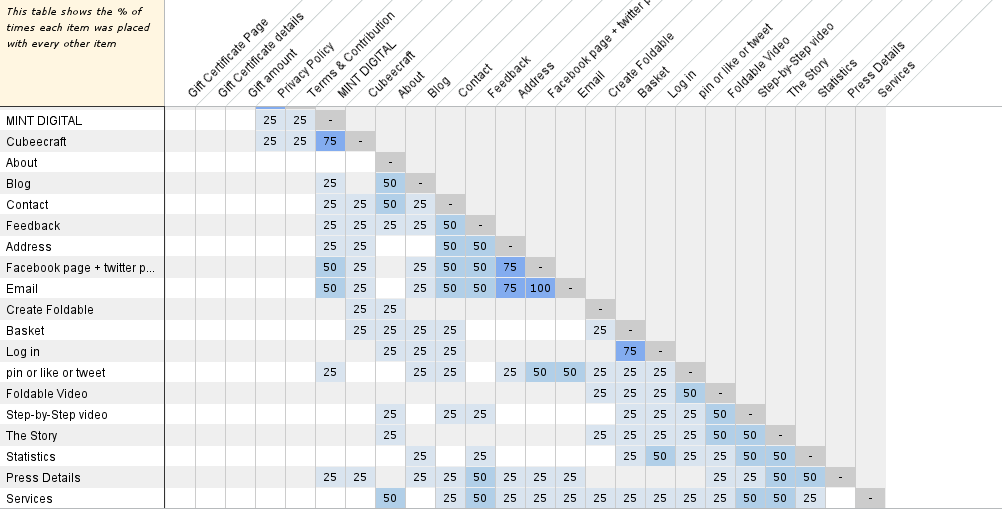 This table shows the % of
times each item was placed
with every other item
Gift Certificate Page
Gift Certificate details
Gift amount
Privacy Policy
Terms & Contribution
MINT DIGITAL
Cubeecraft
About
Blog
Contact
Feedback
Address
Facebook page + twitter
Email
Create Foldable
Basket
Log in
pin or like or tweet
Foldable Video
Step-by-Step video
The Story
Statistics
Press Details
Services
MINT DIGITAL 25 25 -
Cubeecraft 25 25 75 -
About -
Blog 25 50 -
Contact 25 25 50 25 -
Feedback 25 25 25 25 50 -
Address 25 25 50 50 -
Facebook page + twitter p... 50 25 25 50 50 75 -
Email 50 25 25 50 50 75 100 -
Create Foldable 25 25 -
Basket 25 25 25 25 25 -
Log in 25 25 25 75 -
pin or like or tweet 25 25 25 25 50 50 25 25 25 -
Foldable Video 25 25 25 50 -
Step-by-Step video 25 25 25 25 25 25 50 -
The Story 25 25 25 25 25 50 50 -
Statistics 25 25 25 50 25 25 50 50 -
Press Details 25 25 25 25 50 25 25 25 25 25 50 50 -
Services 50 25 50 25 25 25 25 25 25 25 25 50 50 25 -